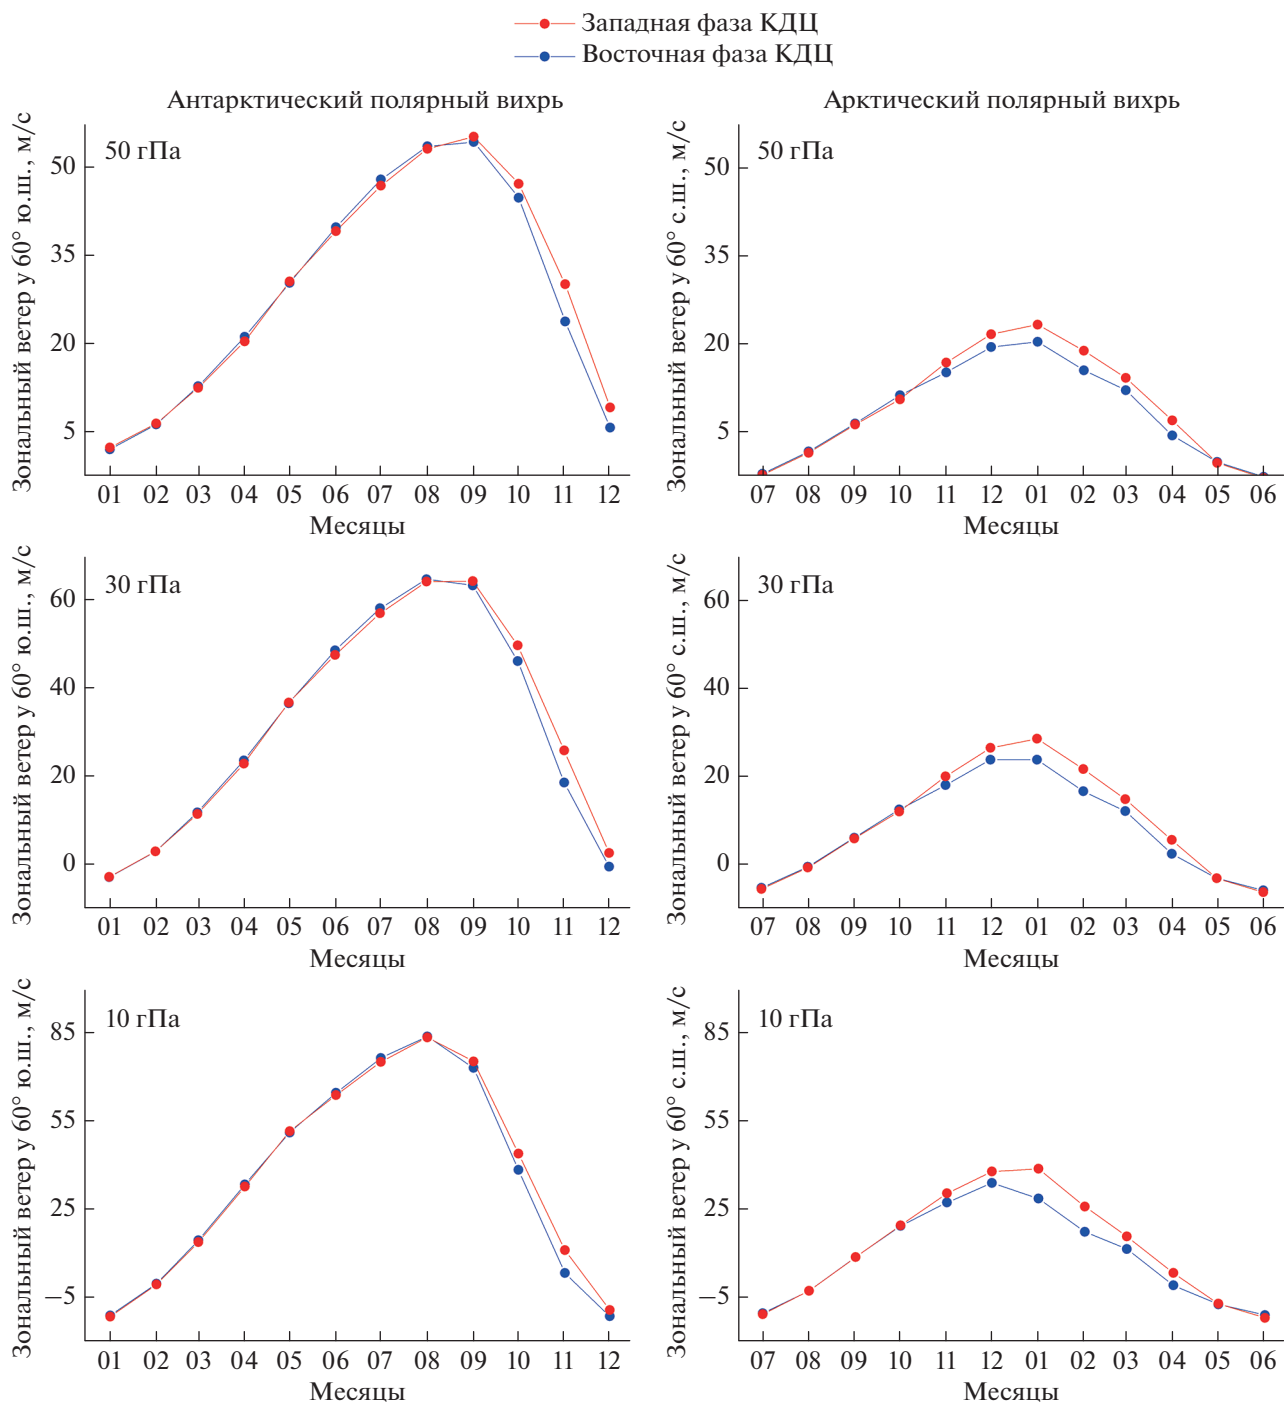 Западная фаза КДЦ
Восточная фаза КДЦ
Антарктический полярный вихрь
Арктический полярный вихрь
Зональный ветер у 60° ю.ш., м/с
50 гПа
50
35
20
5
01 02 03 04 05 06 07 08 09 10 11 12
Месяцы
Зональный ветер у 60° с.ш., м/с
50 гПа
50
35
20
5
07 08 09 10 11 12 01 02 03 04 05 06
Месяцы
Зональный ветер у 60° ю.ш., м/с
30 гПа
60
40
20
0
01 02 03 04 05 06 07 08 09 10 11 12
Месяцы
Зональный ветер у 60° с.ш., м/с
30 гПа
60
40
20
0
07 08 09 10 11 12 01 02 03 04 05 06
Месяцы
Зональный ветер у 60° ю.ш., м/с
10 гПа
85
55
25
−5
01 02 03 04 05 06 07 08 09 10 11 12
Месяцы
Зональный ветер у 60° с.ш., м/с
10 гПа
85
55
25
−5
07 08 09 10 11 12 01 02 03 04 05 06
Месяцы